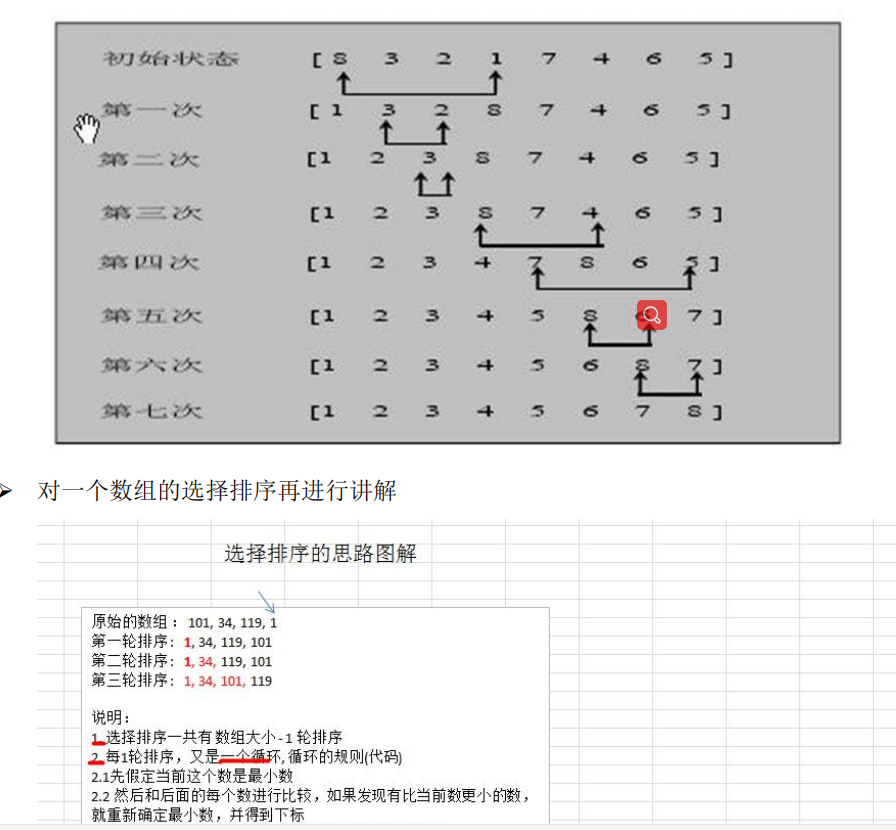 初始状态 [8 3 2 1 7 4 6 5]
第一次 [1 3 2 8 7 4 6 5]
第二次 [1 2 3 8 7 4 6 5]
第三次 [1 2 3 8 7 4 6 5]
第四次 [1 2 3 4 7 8 6 5]
第五次 [1 2 3 4 5 8 6 7]
第六次 [1 2 3 4 5 6 8 7]
第七次 [1 2 3 4 5 6 7 8]
对一个数组的选择排序再进行讲解
选择排序的思路图解
原始的数组： 101, 34, 119, 1
第一轮排序: 1, 34, 119, 101
第二轮排序: 1, 34, 119, 101
第三轮排序: 1, 34, 101, 119
说明:
1. 选择排序一共有 数组大小 - 1 轮排序
2. 每1轮排序，又是一个循环, 循环的规则(代码)
2.1先假定当前这个数是最小数
2.2 然后和后面的每个数进行比较，如果发现有比当前数更小的数，
就重新确定最小数，并得到下标